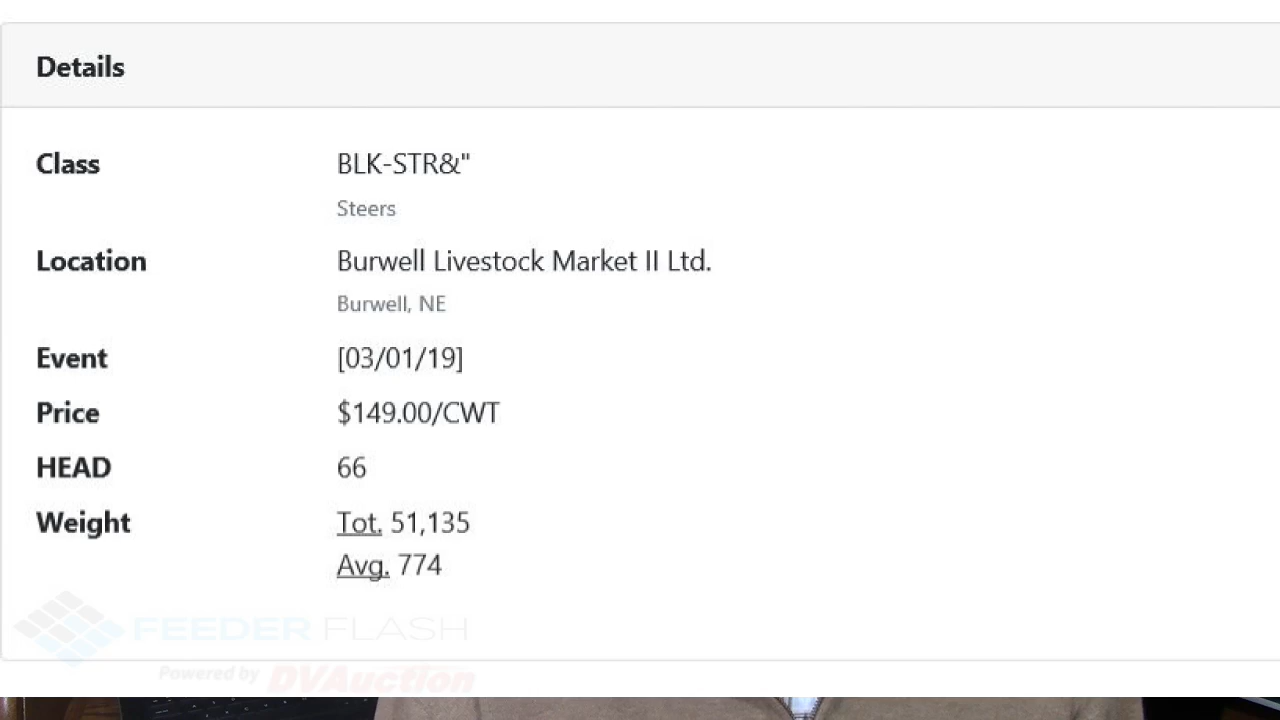 Details
Class BLK-STR&"
Steers
Location Burwell Livestock Market II Ltd.
Burwell, NE
Event [03/01/19]
Price $149.00/CWT
HEAD 66
Weight Tot. 51,135
Avg. 774
FEEDER FLASH
Powered by DVAuction